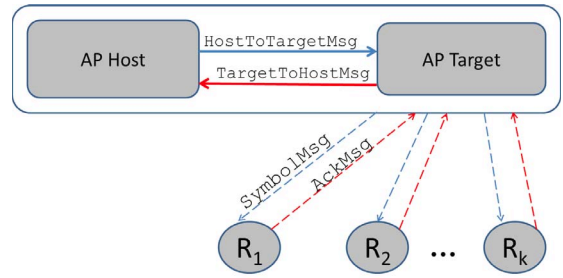 HostToTargetMsg
AP Host
AP Target
TargetToHostMsg
SymbolMsg
AckMsg
R1
R2
...
Rk